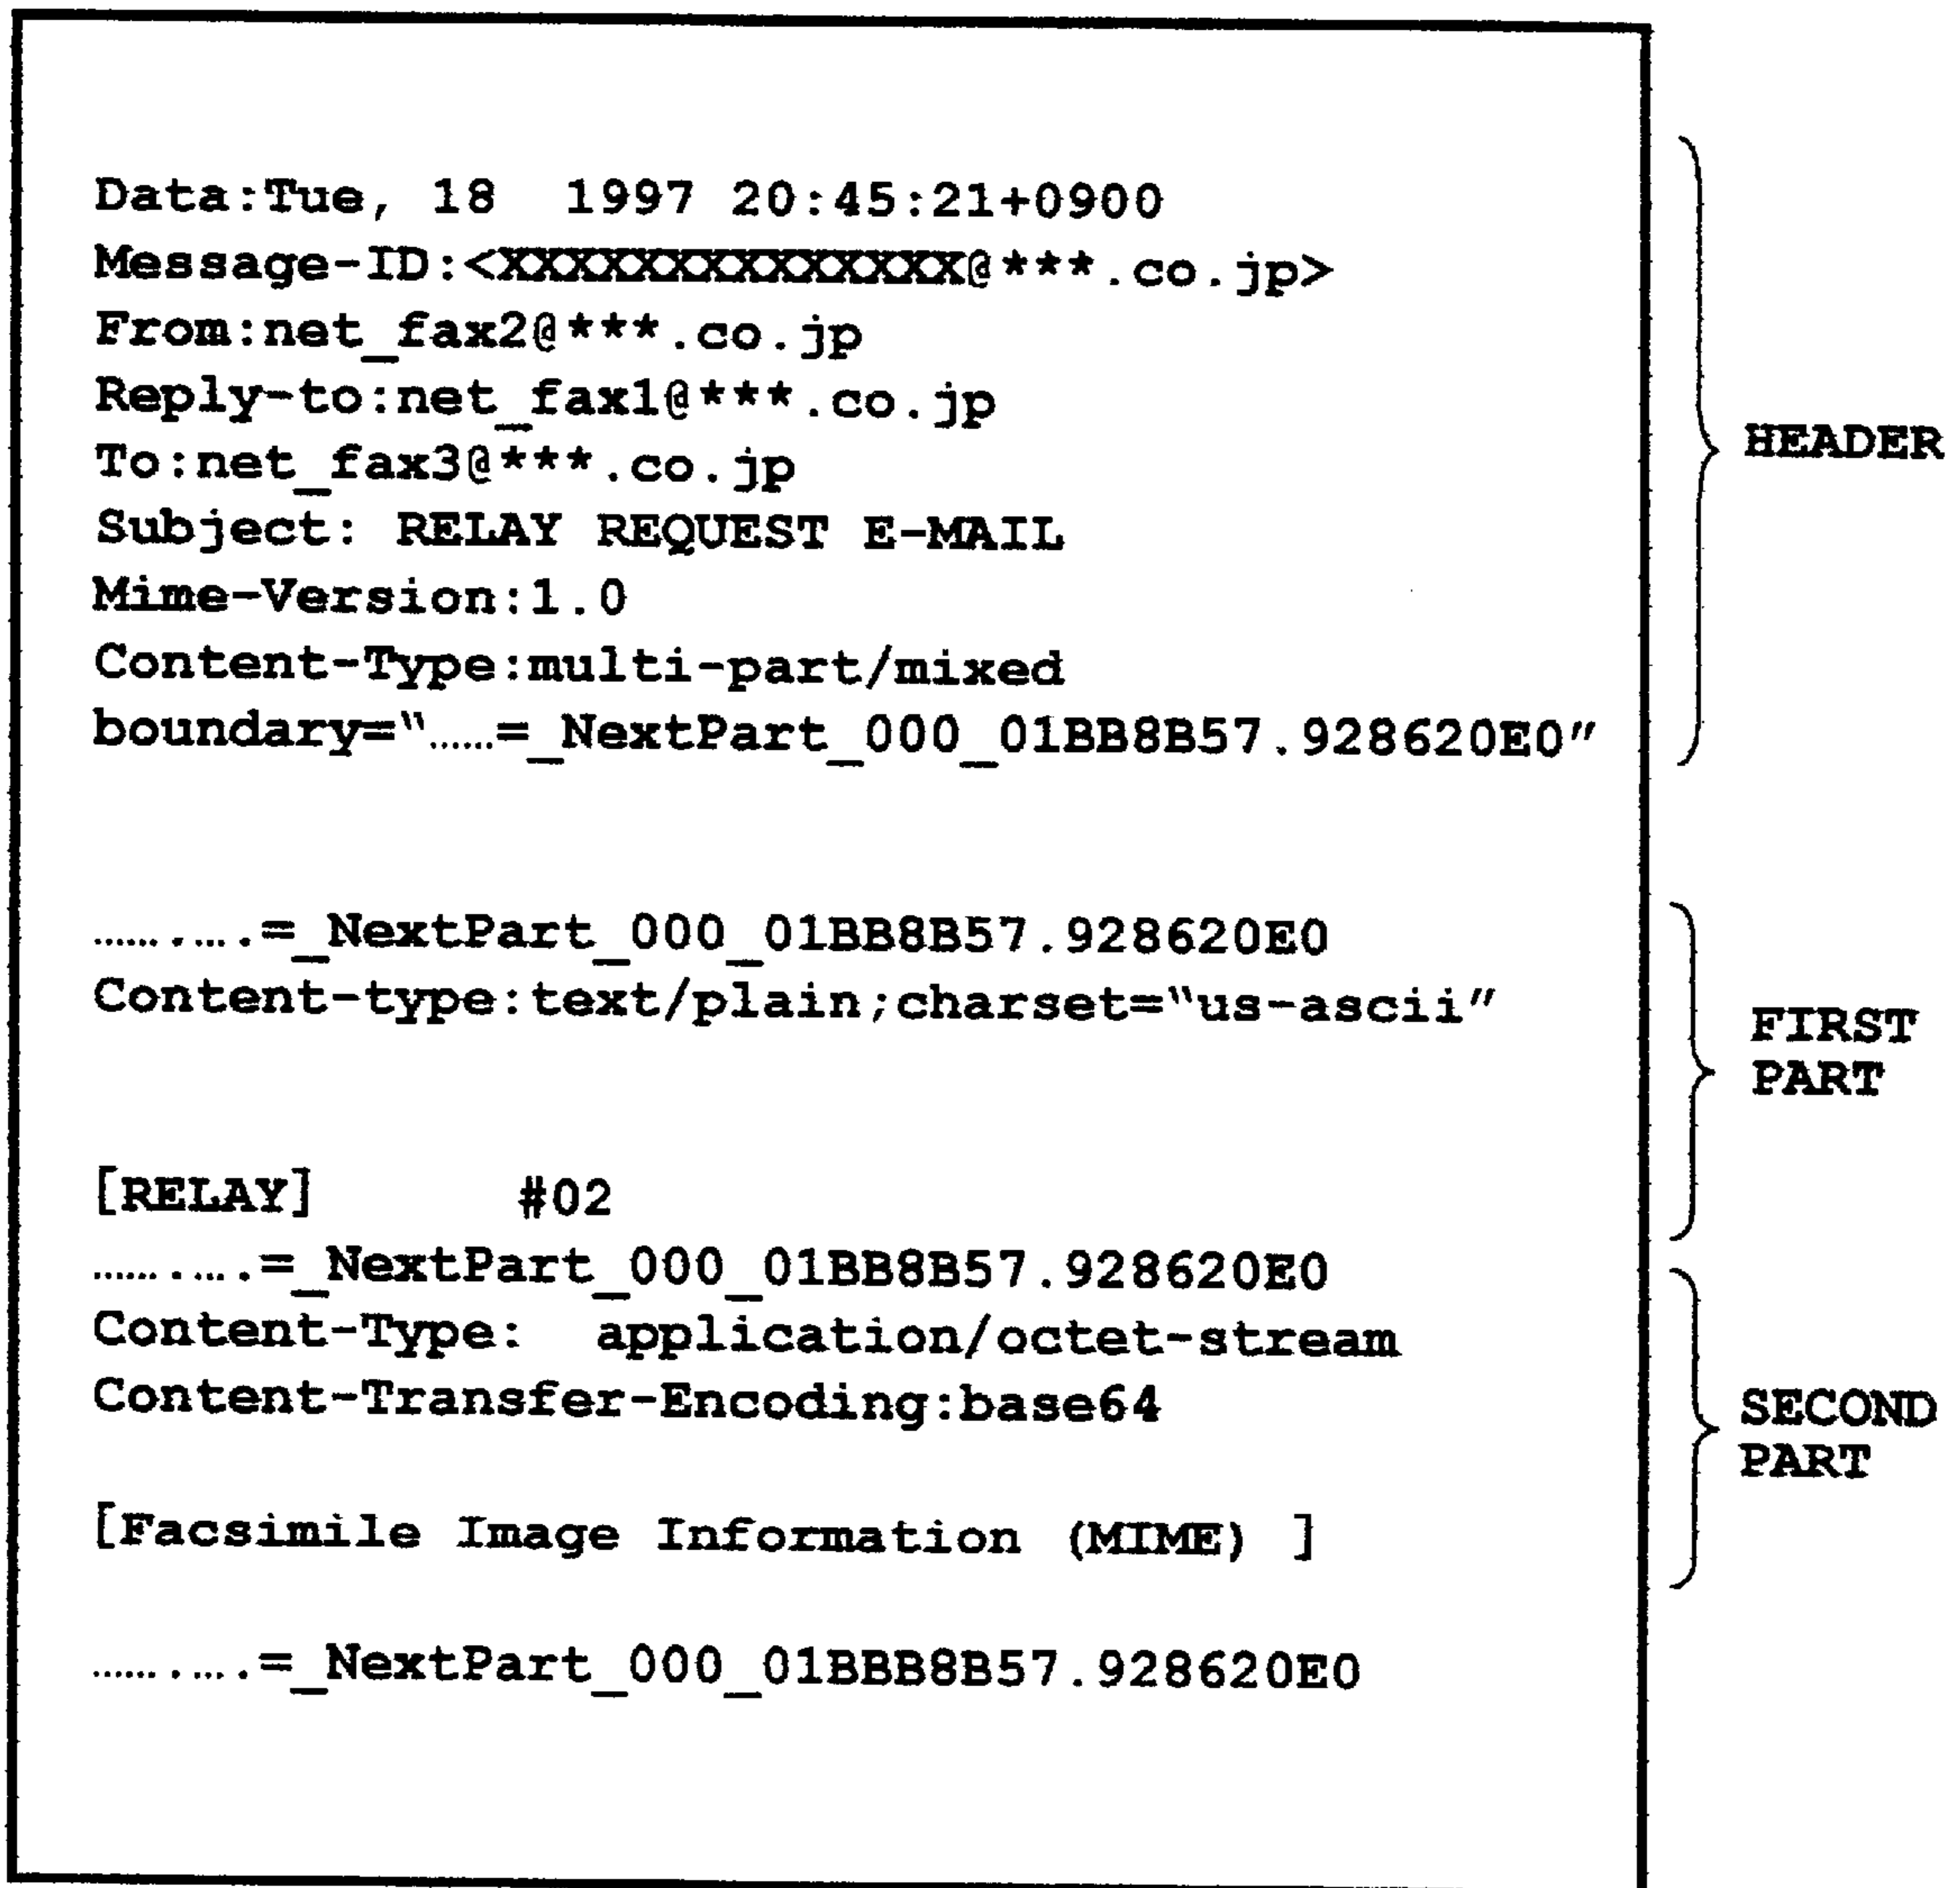 Data:Tue, 18 1997 20:45:21+0900
Message-ID:<XXXXXXXXXXXXXXXX@***.co.jp>
From:net_fax2@***.co.jp
Reply-to:net_fax1@***.co.jp
To:net_fax3@***.co.jp
Subject: RELAY REQUEST E-MAIL
Mime-Version:1.0
Content-Type:multi-part/mixed
boundary="......=_NextPart_000_01BB8B57.928620E0"
HEADER
..........=_NextPart_000_01BB8B57.928620E0
Content-type:text/plain;charset="us-ascii"
[RELAY] #02
FIRST
PART
..........=_NextPart_000_01BB8B57.928620E0
Content-Type: application/octet-stream
Content-Transfer-Encoding:base64
[Facsimile Image Information (MIME) ]
SECOND
PART
..........=_NextPart_000_01BBB8B57.928620E0